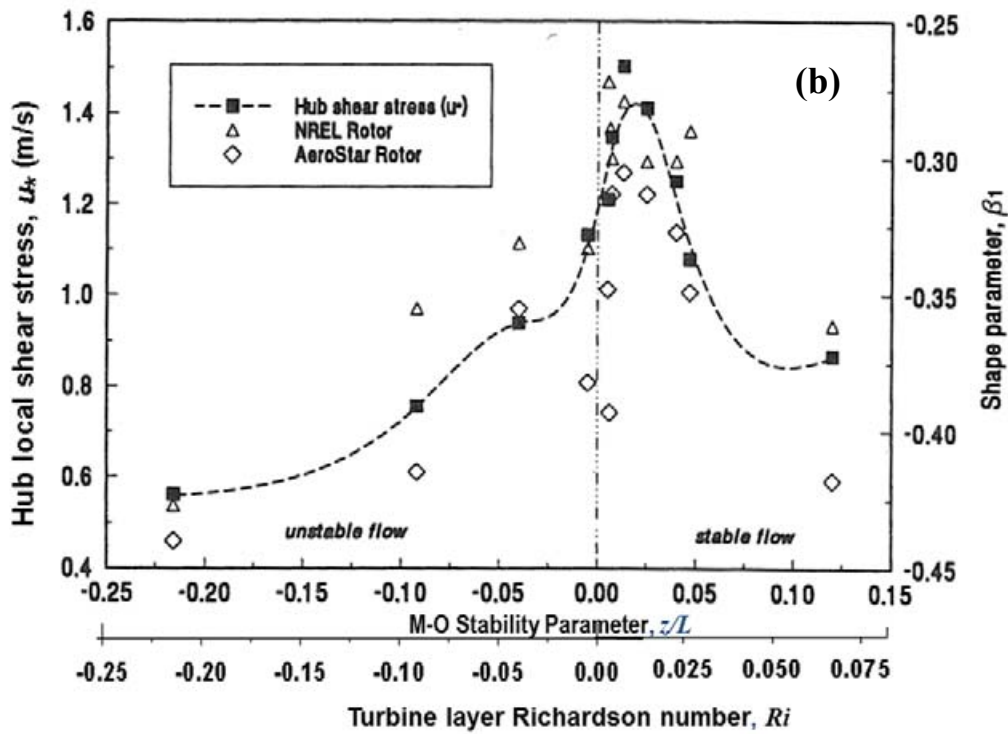 1.6
1.4
1.2
1.0
0.8
0.6
0.4
Hub local shear stress, u* (m/s)
(b)
Hub shear stress (u*)
NREL Rotor
AeroStar Rotor
unstable flow
stable flow
-0.25
-0.30
-0.35
-0.40
-0.45
Shape parameter, β1
-0.25 -0.20 -0.15 -0.10 -0.05 0.00 0.05 0.10 0.15
M-O Stability Parameter, z/L
-0.25 -0.20 -0.15 -0.10 -0.05 0.00 0.025 0.050 0.075
Turbine layer Richardson number, Ri